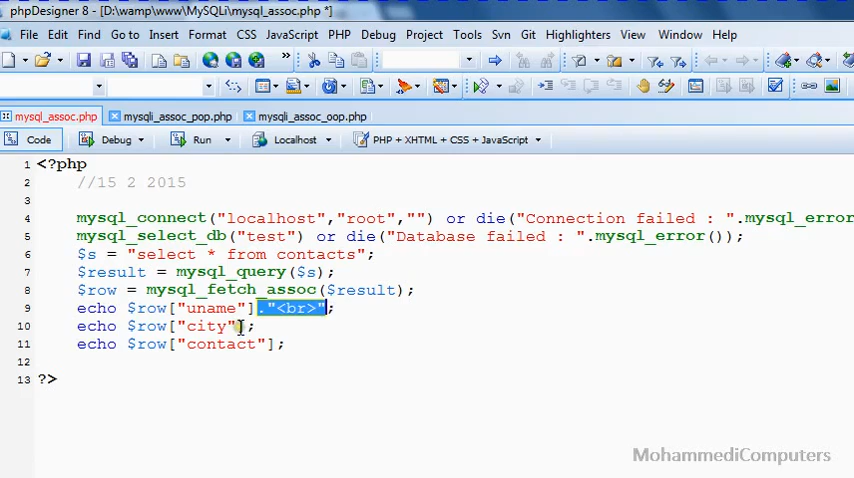 phpDesigner 8 - [D:\wamp\www\MySQLi\mysql_assoc.php *]
File Edit Find Go to Insert Format CSS JavaScript PHP Debug Project Tools Svn Git Highlighters View Window Help
mysql_assoc.php mysqli_assoc_pop.php mysqli_assoc_oop.php
Code Debug Run Localhost PHP + XHTML + CSS + JavaScript
1 <?php
2 //15 2 2015
3
4 mysql_connect("localhost","root","") or die("Connection failed : ".mysql_error
5 mysql_select_db("test") or die("Database failed : ".mysql_error());
6 $s = "select * from contacts";
7 $result = mysql_query($s);
8 $row = mysql_fetch_assoc($result);
9 echo $row["uname"]."<br>";
10 echo $row["city"];
11 echo $row["contact"];
12
13 ?>
MohammediComputers